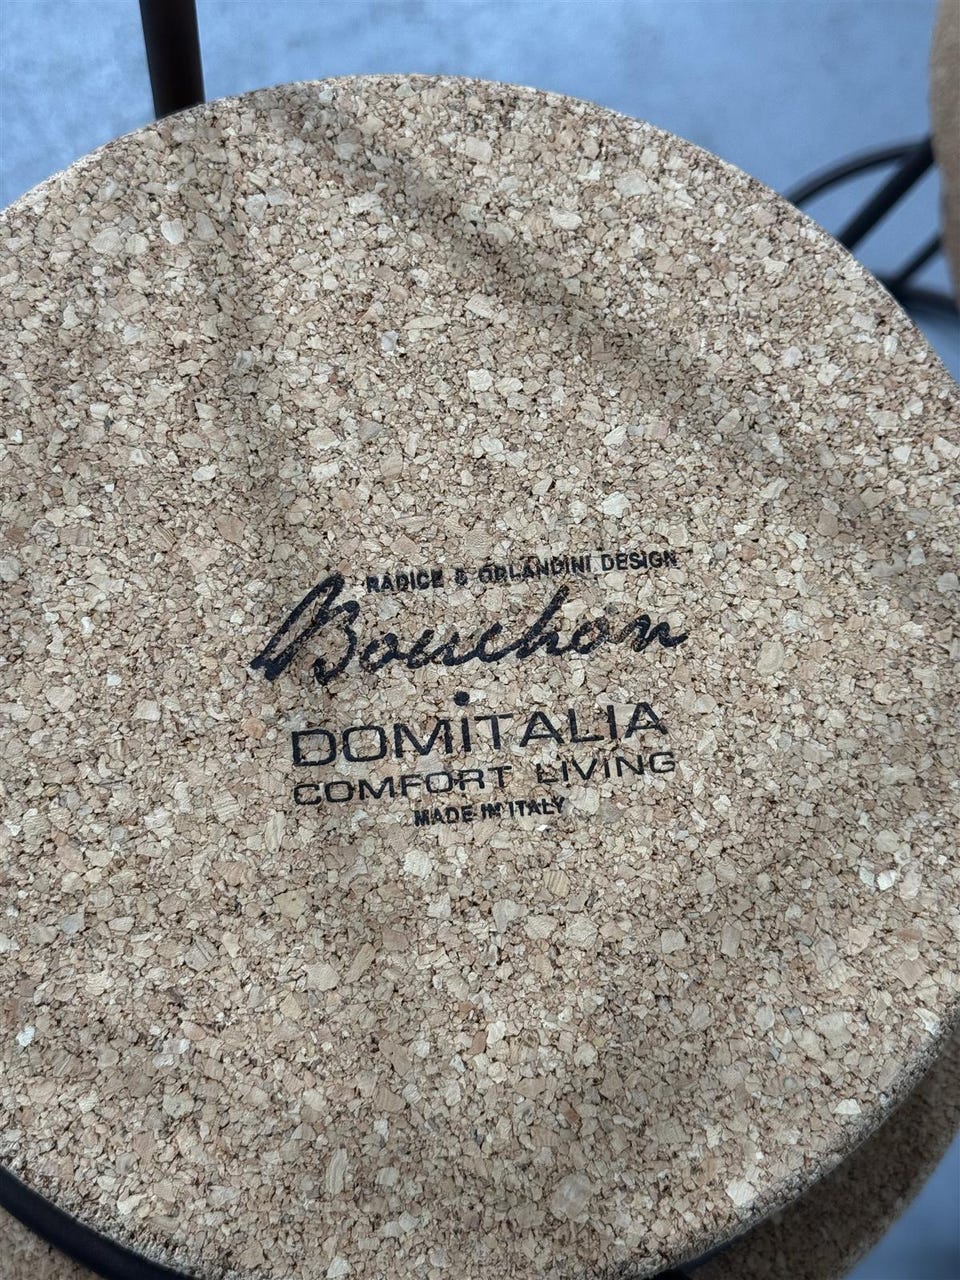 RADICE & ORLANDINI DESIGN
Bouchon
DOMITALIA
COMFORT LIVING
MADE IN ITALY